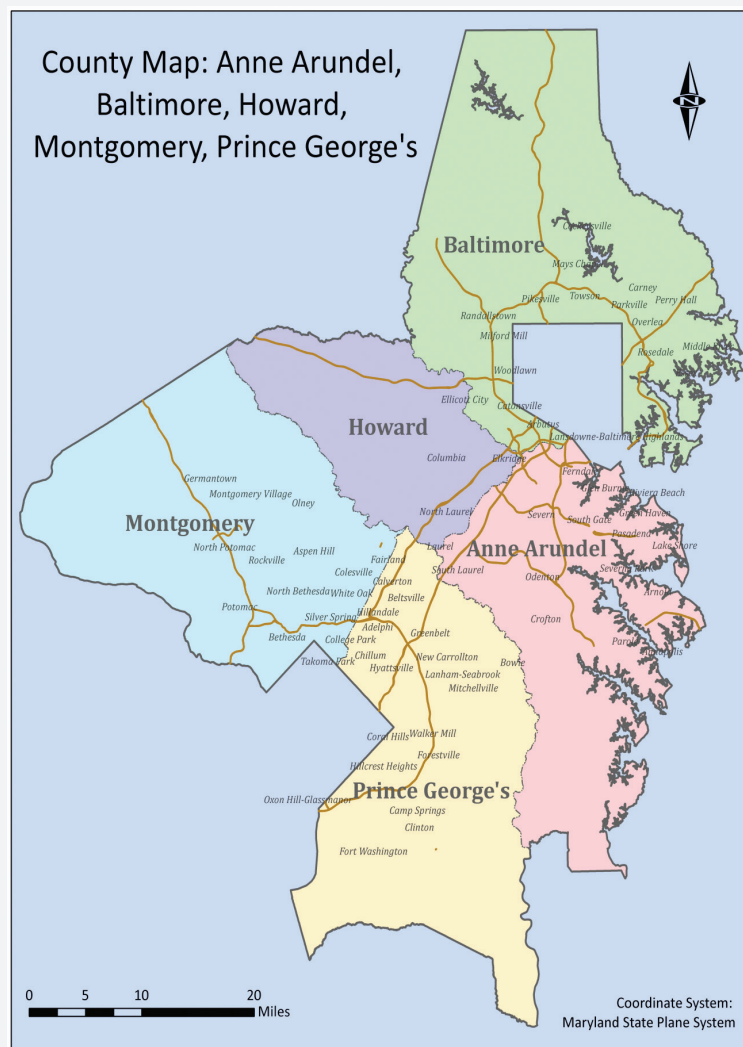 County Map: Anne Arundel,
Baltimore, Howard,
Montgomery, Prince George's
N
Baltimore
Mays Chapel
Carney
Pikesville
Towson
Parkville
Perry Hall
Randallstown
Overlea
Milford Mill
Rosedale
Middle River
Woodlawn
Ellicott City
Catonsville
Howard
Arbutus
Lansdowne-Baltimore Highlands
Columbia
Elkridge
Ferndale
Germantown
Glen Burnie
Riviera Beach
Montgomery Village
Olney
North Laurel
Green Haven
Severn
South Gate
Montgomery
Pasadena
North Potomac
Aspen Hill
Laurel
Anne Arundel
Lake Shore
Rockville
Fairland
South Laurel
Severna Park
Colesville
Calverton
Odenton
North Bethesda
White Oak
Beltsville
Arnold
Potomac
Silver Spring
Hillandale
Crofton
Adelphi
Greenbelt
Bethesda
College Park
Parole
Chillum
New Carrollton
Annapolis
Takoma Park
Hyattsville
Bowie
Lanham-Seabrook
Mitchellville
Coral Hills
Walker Mill
Forestville
Hillcrest Heights
Prince George's
Oxon Hill-Glassmanor
Camp Springs
Clinton
Fort Washington
0 5 10 20
Miles
Coordinate System:
Maryland State Plane System